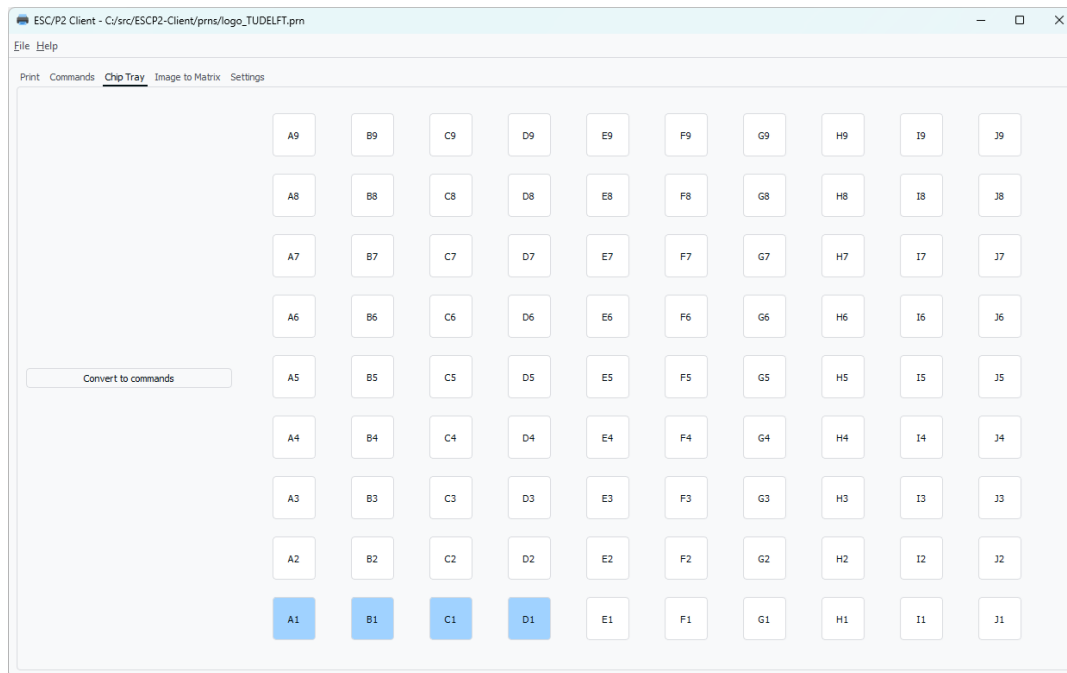 ESC/P2 Client - C:/src/ESCP2-Client/prns/logo_TUDELFT.prn
File Help
Print Commands Chip Tray Image to Matrix Settings
A9 B9 C9 D9 E9 F9 G9 H9 I9 J9
A8 B8 C8 D8 E8 F8 G8 H8 I8 J8
A7 B7 C7 D7 E7 F7 G7 H7 I7 J7
A6 B6 C6 D6 E6 F6 G6 H6 I6 J6
Convert to commands A5 B5 C5 D5 E5 F5 G5 H5 I5 J5
A4 B4 C4 D4 E4 F4 G4 H4 I4 J4
A3 B3 C3 D3 E3 F3 G3 H3 I3 J3
A2 B2 C2 D2 E2 F2 G2 H2 I2 J2
A1 B1 C1 D1 E1 F1 G1 H1 I1 J1